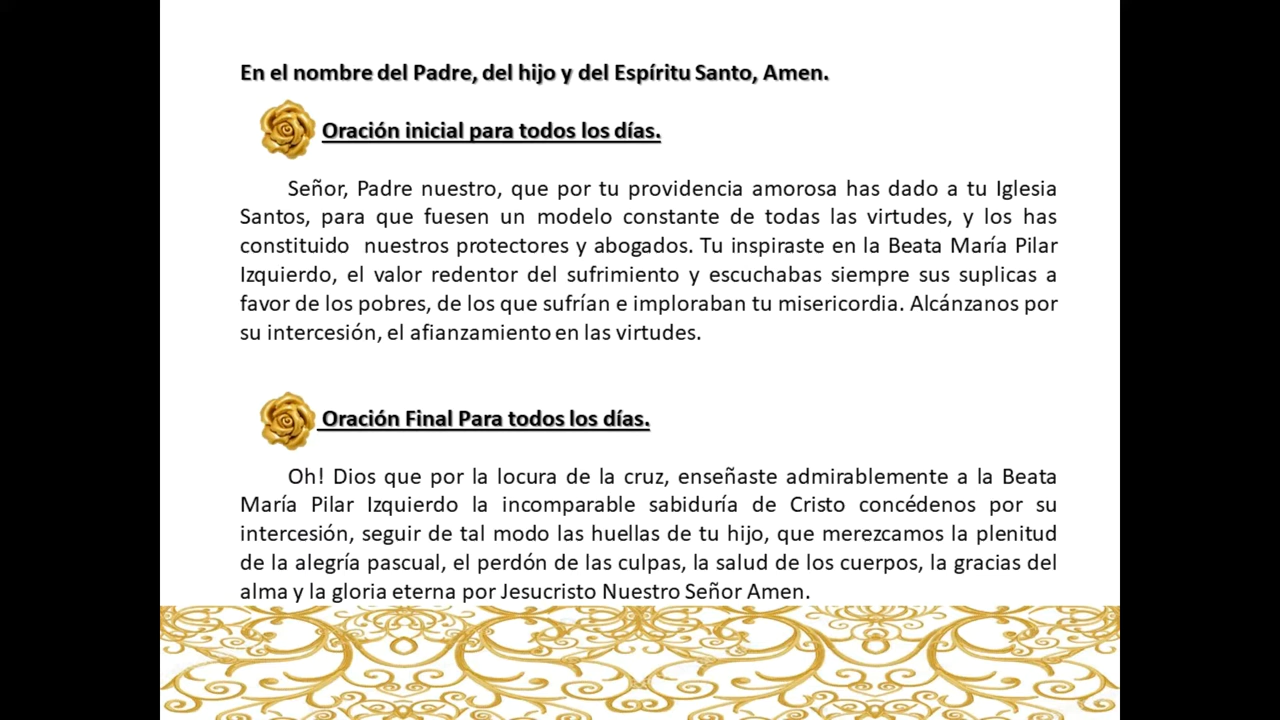 En el nombre del Padre, del hijo y del Espíritu Santo, Amen.
Oración inicial para todos los días.
Señor, Padre nuestro, que por tu providencia amorosa has dado a tu Iglesia
Santos, para que fuesen un modelo constante de todas las virtudes, y los has
constituido nuestros protectores y abogados. Tu inspiraste en la Beata María Pilar
Izquierdo, el valor redentor del sufrimiento y escuchabas siempre sus suplicas a
favor de los pobres, de los que sufrían e imploraban tu misericordia. Alcánzanos por
su intercesión, el afianzamiento en las virtudes.
Oración Final Para todos los días.
Oh! Dios que por la locura de la cruz, enseñaste admirablemente a la Beata
María Pilar Izquierdo la incomparable sabiduría de Cristo concédenos por su
intercesión, seguir de tal modo las huellas de tu hijo, que merezcamos la plenitud
de la alegría pascual, el perdón de las culpas, la salud de los cuerpos, la gracias del
alma y la gloria eterna por Jesucristo Nuestro Señor Amen.